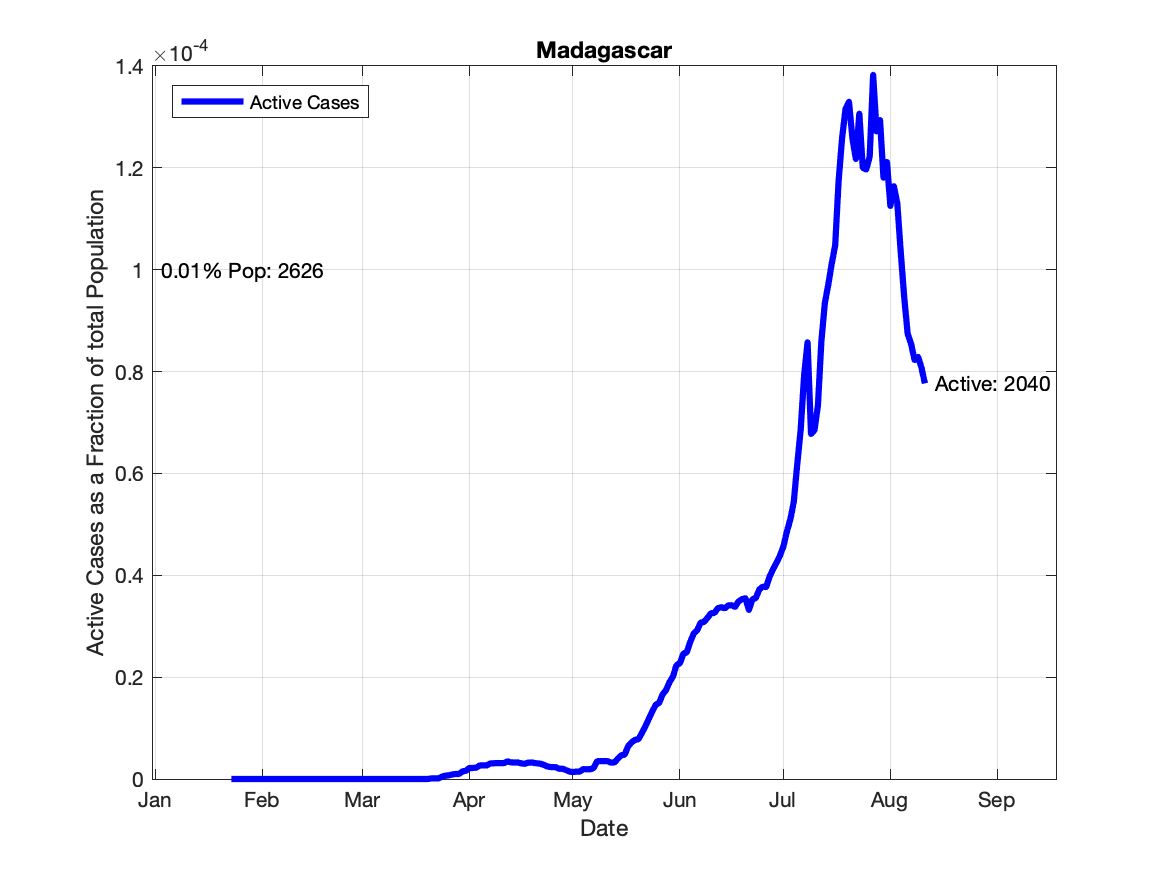 Madagascar
×10⁻⁴
1.4
1.2
1
0.8
0.6
0.4
0.2
0
Active Cases as a Fraction of total Population
Active Cases
0.01% Pop: 2626
Active: 2040
Jan Feb Mar Apr May Jun Jul Aug Sep
Date